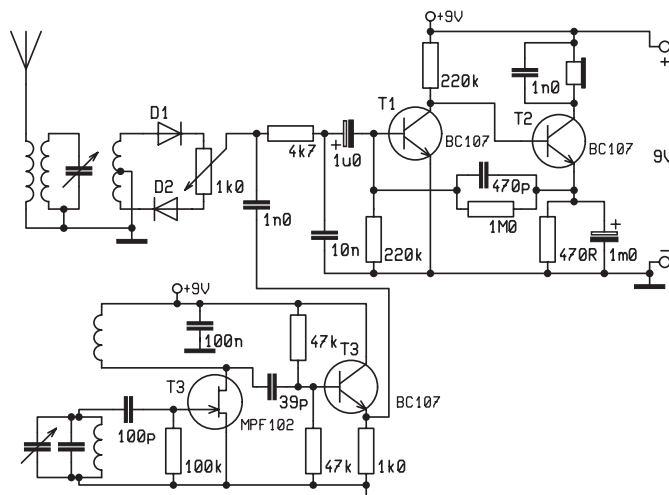 +9V
220k
1n0
T1
T2
BC107
BC107
+
9V
D1
D2
1k0
4k7
+
1u0
1n0
10n
220k
470p
1M0
470R
+
1m0
−
+9V
100n
47k
T3
39p
BC107
T3
MPF102
100p
100k
47k
1k0